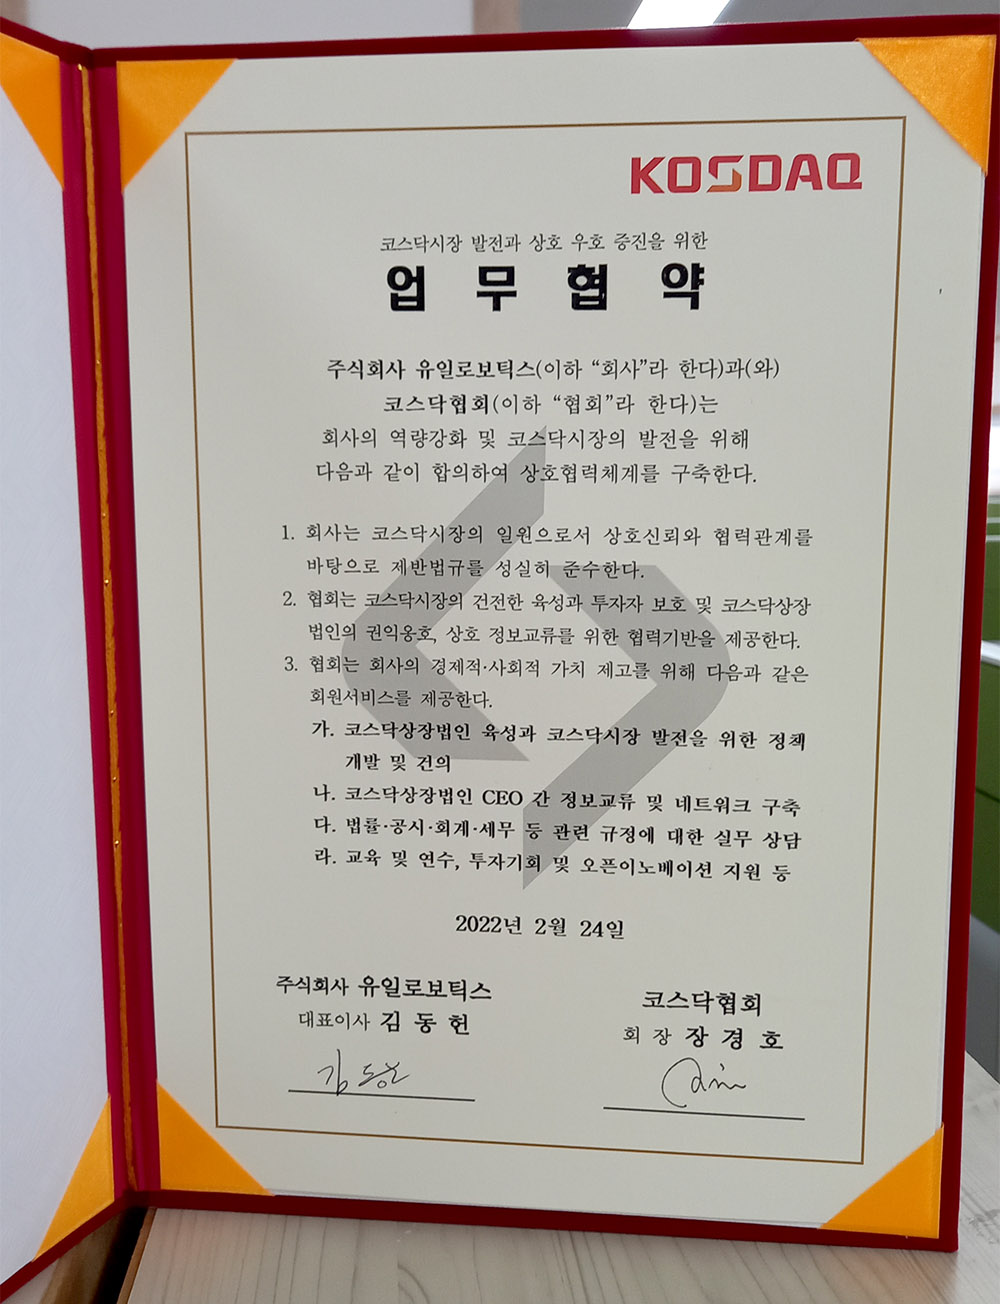 KOSDAQ
코스닥시장 발전과 상호 우호 증진을 위한
업 무 협 약
주식회사 유일로보틱스(이하 “회사”라 한다)과(와)
코스닥협회(이하 “협회”라 한다)는
회사의 역량강화 및 코스닥시장의 발전을 위해
다음과 같이 합의하여 상호협력체계를 구축한다.
1. 회사는 코스닥시장의 일원으로서 상호신뢰와 협력관계를
바탕으로 제반법규를 성실히 준수한다.
2. 협회는 코스닥시장의 건전한 육성과 투자자 보호 및 코스닥상장
법인의 권익옹호, 상호 정보교류를 위한 협력기반을 제공한다.
3. 협회는 회사의 경제적·사회적 가치 제고를 위해 다음과 같은
회원서비스를 제공한다.
가. 코스닥상장법인 육성과 코스닥시장 발전을 위한 정책
개발 및 건의
나. 코스닥상장법인 CEO 간 정보교류 및 네트워크 구축
다. 법률·공시·회계·세무 등 관련 규정에 대한 실무 상담
라. 교육 및 연수, 투자기회 및 오픈이노베이션 지원 등
2022년 2월 24일
주식회사 유일로보틱스
대표이사 김 동 헌
김동헌
코스닥협회
회 장 장 경 호